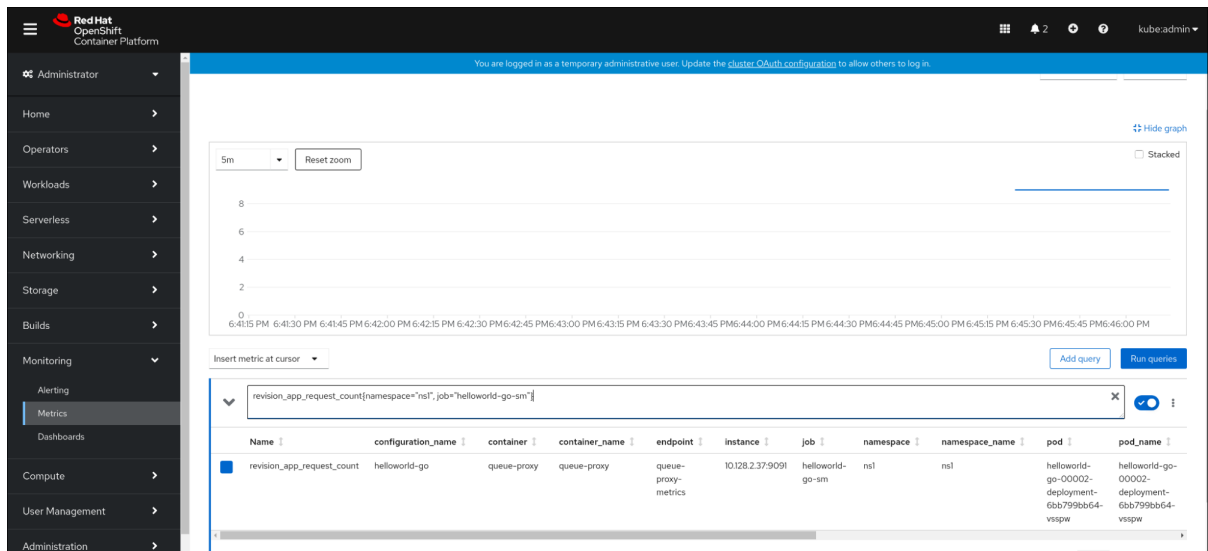 Red Hat
OpenShift
Container Platform
2
kube:admin
Administrator
You are logged in as a temporary administrative user. Update the cluster OAuth configuration to allow others to log in.
Home
Operators
Workloads
Serverless
Networking
Storage
Builds
Monitoring
Alerting
Metrics
Dashboards
Compute
User Management
Administration
Hide graph
5m
Reset zoom
Stacked
8
6
4
2
0
6:41:15 PM 6:41:30 PM 6:41:45 PM 6:42:00 PM 6:42:15 PM 6:42:30 PM 6:42:45 PM 6:43:00 PM 6:43:15 PM 6:43:30 PM 6:43:45 PM 6:44:00 PM 6:44:15 PM 6:44:30 PM 6:44:45 PM 6:45:00 PM 6:45:15 PM 6:45:30 PM 6:45:45 PM 6:46:00 PM
Insert metric at cursor
Add query
Run queries
revision_app_request_count{namespace="ns1", job="helloworld-go-sm"}
Name configuration_name container container_name endpoint instance job namespace namespace_name pod pod_name
revision_app_request_count helloworld-go queue-proxy queue-proxy queue- 10.128.2.37:9091 helloworld- ns1 ns1 helloworld- helloworld-go-
proxy- go-sm go-00002- 00002-
metrics deployment- deployment-
6bb799bb64- 6bb799bb64-
vsspw vsspw